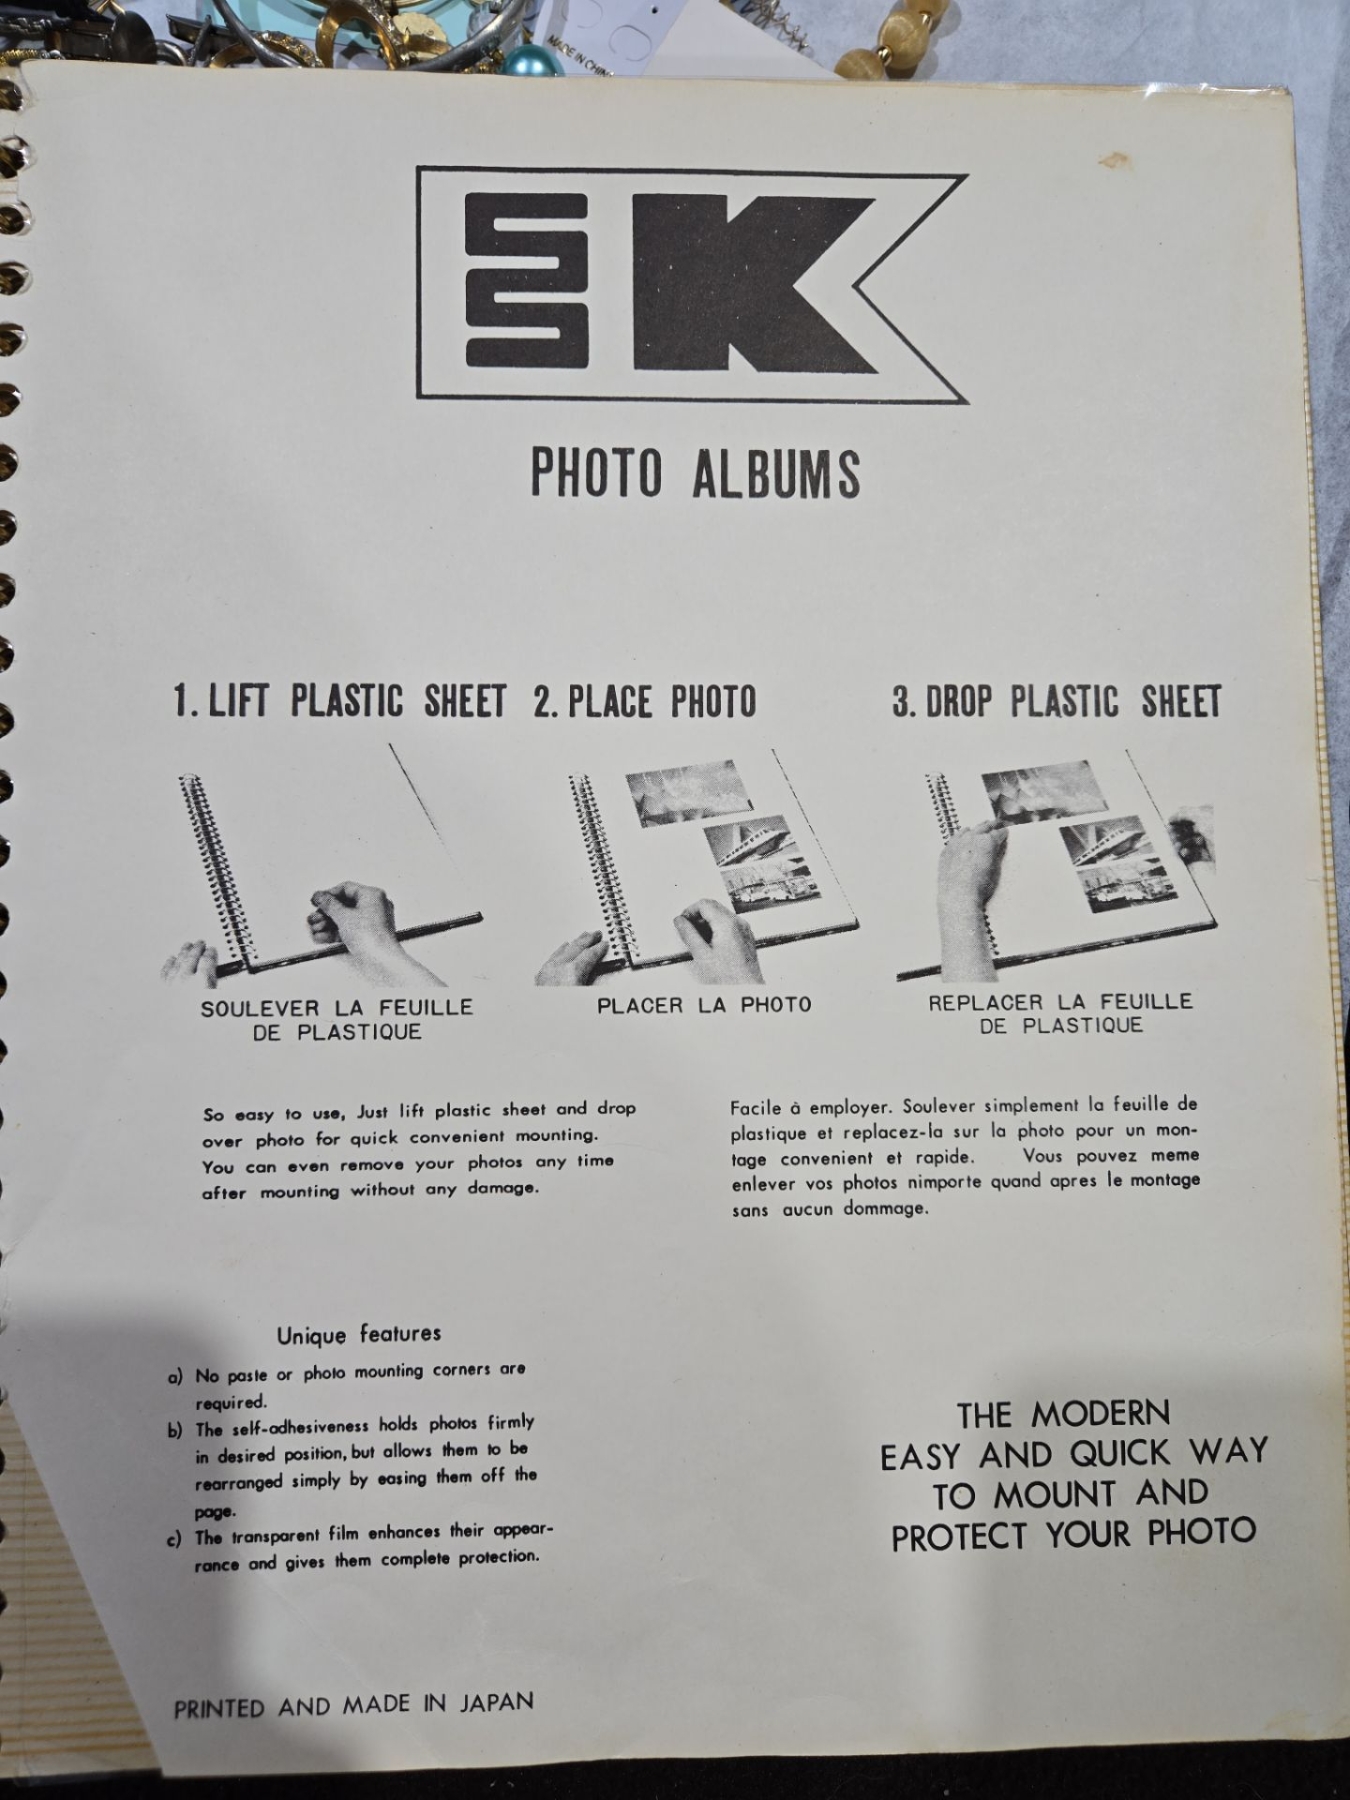 MADE IN CHINA
K
PHOTO ALBUMS
1. LIFT PLASTIC SHEET
2. PLACE PHOTO
3. DROP PLASTIC SHEET
SOULEVER LA FEUILLE
DE PLASTIQUE
PLACER LA PHOTO
REPLACER LA FEUILLE
DE PLASTIQUE
So easy to use, Just lift plastic sheet and drop
over photo for quick convenient mounting.
You can even remove your photos any time
after mounting without any damage.
Facile à employer. Soulever simplement la feuille de
plastique et replacez-la sur la photo pour un mon-
tage convenient et rapide. Vous pouvez meme
enlever vos photos nimporte quand apres le montage
sans aucun dommage.
Unique features
a) No paste or photo mounting corners are
required.
b) The self-adhesiveness holds photos firmly
in desired position, but allows them to be
rearranged simply by easing them off the
page.
c) The transparent film enhances their appear-
rance and gives them complete protection.
THE MODERN
EASY AND QUICK WAY
TO MOUNT AND
PROTECT YOUR PHOTO
PRINTED AND MADE IN JAPAN